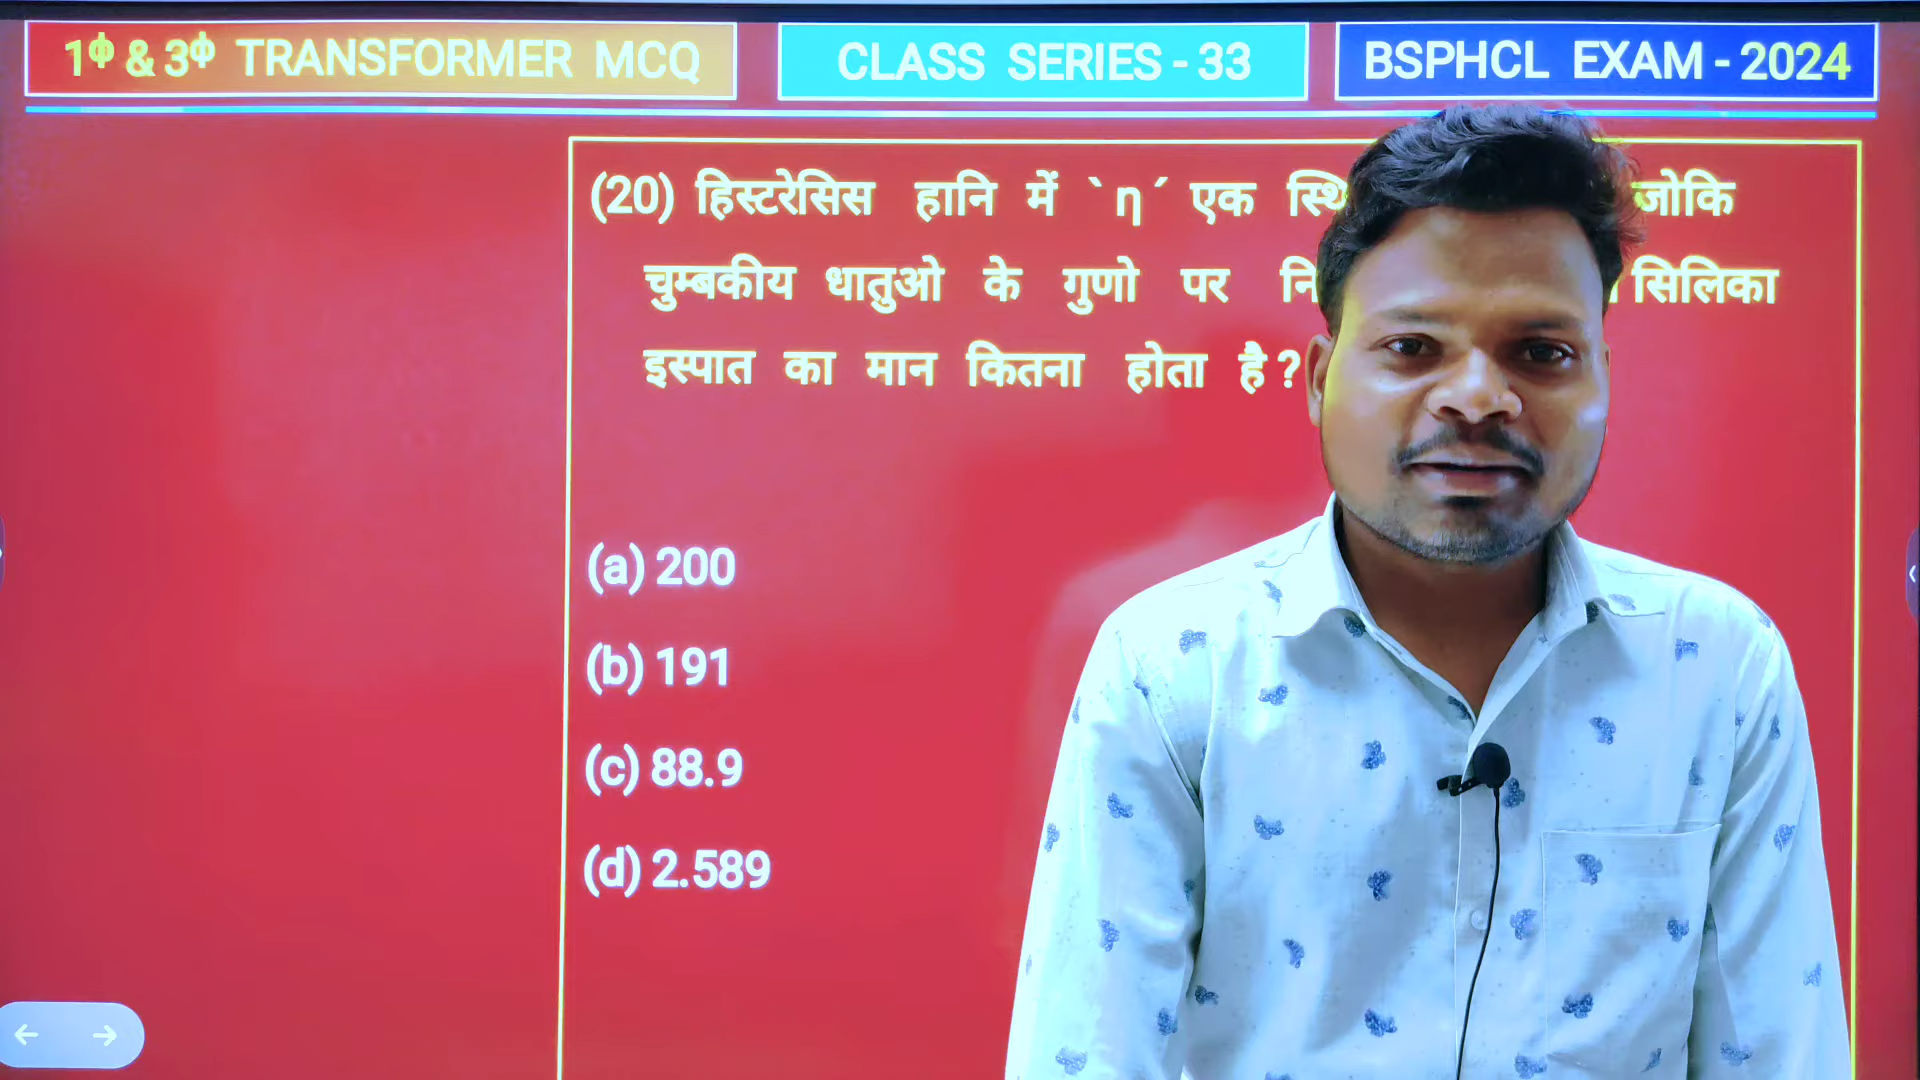 1ϕ & 3ϕ TRANSFORMER MCQ
CLASS SERIES - 33
BSPHCL EXAM - 2024
(20) हिस्टरेसिस हानि में `η´ एक जोकि
चुम्बकीय धातुओ के गुणो पर सिलिका
इस्पात का मान कितना होता है ?
(a) 200
(b) 191
(c) 88.9
(d) 2.589